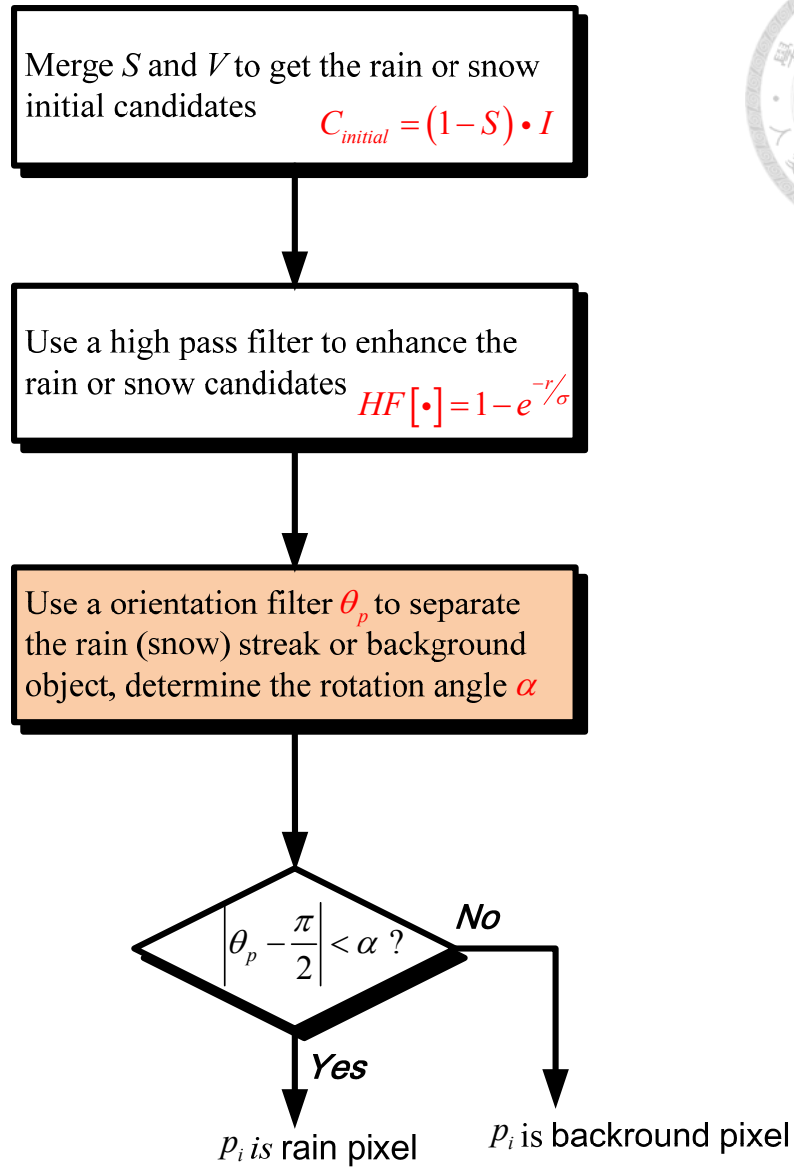 Merge S and V to get the rain or snow
initial candidates
C_initial = (1 − S) • I
Use a high pass filter to enhance the
rain or snow candidates
HF[•] = 1 − e^(−r/σ)
Use a orientation filter θ_p to separate
the rain (snow) streak or background
object, determine the rotation angle α
|θ_p − π/2| < α ?
No
Yes
p_i is rain pixel
p_i is backround pixel